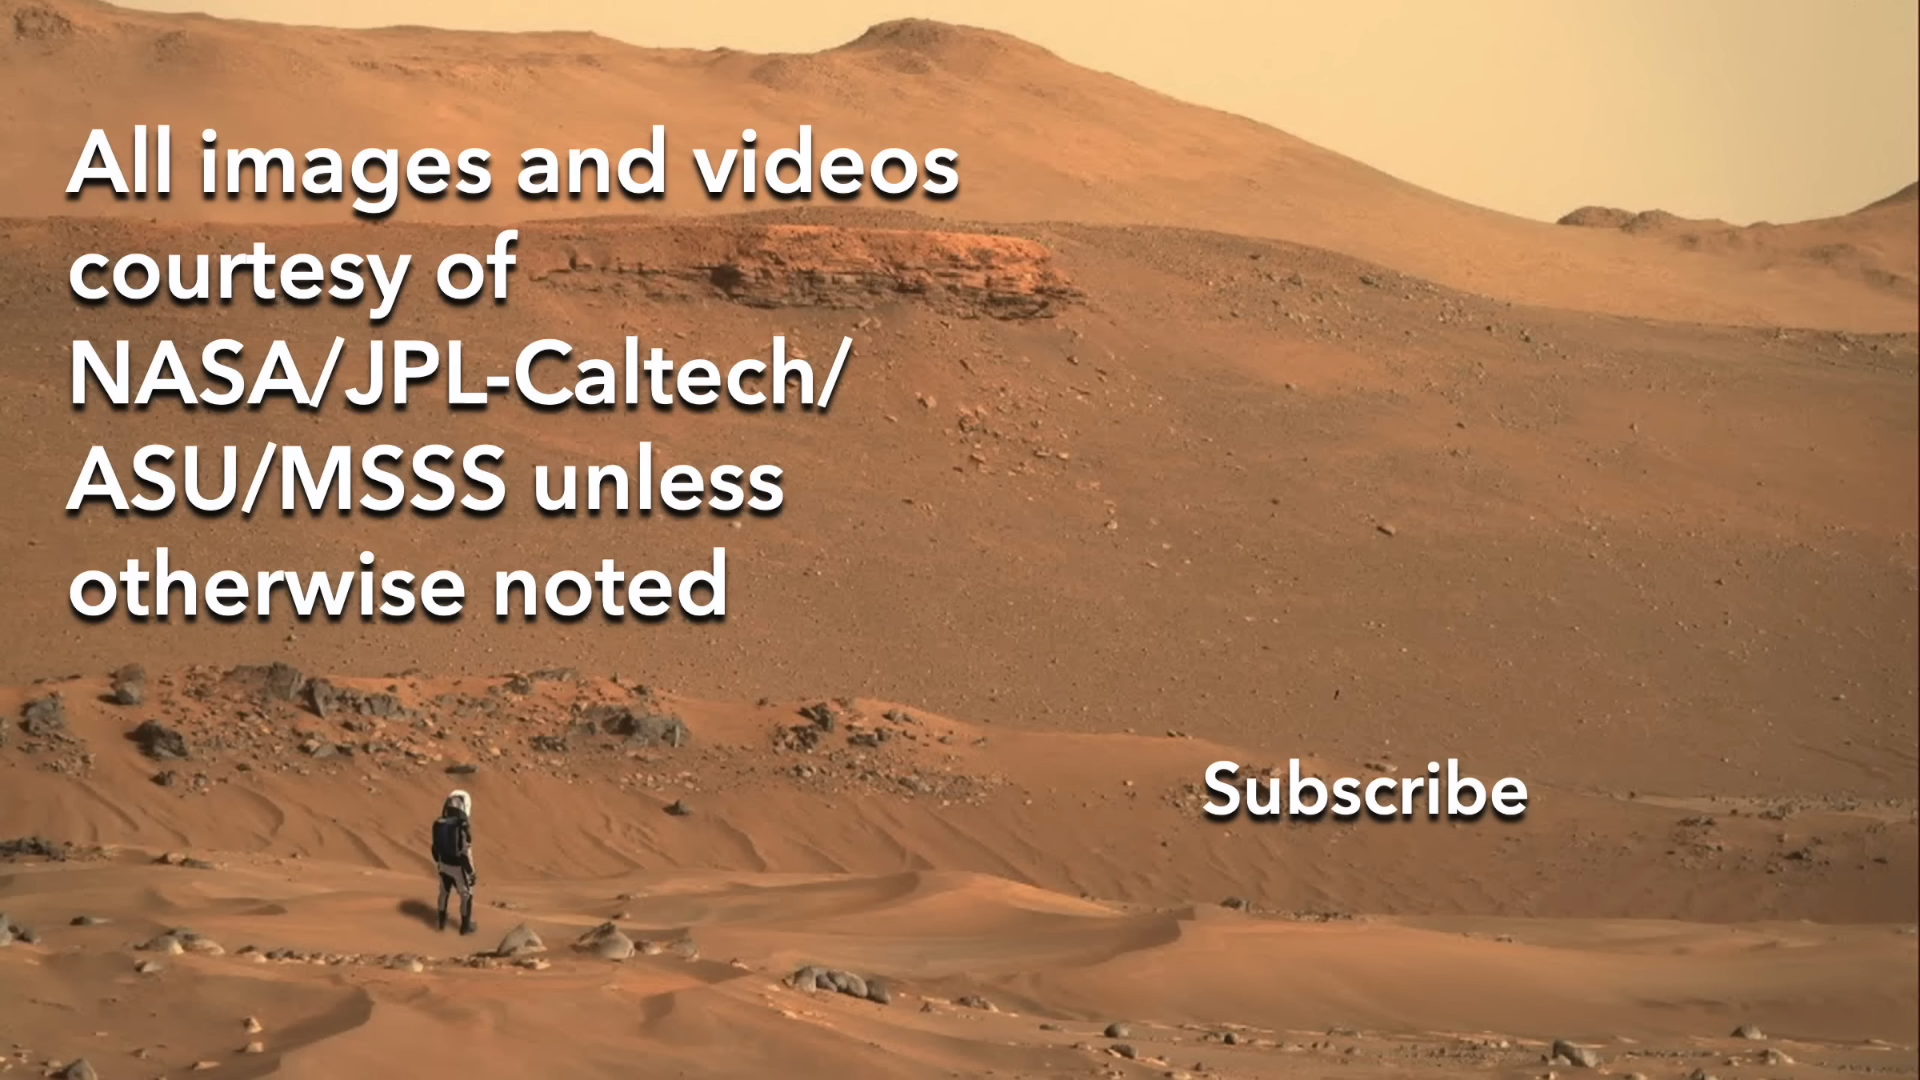 All images and videos
courtesy of
NASA/JPL-Caltech/
ASU/MSSS unless
otherwise noted
Subscribe